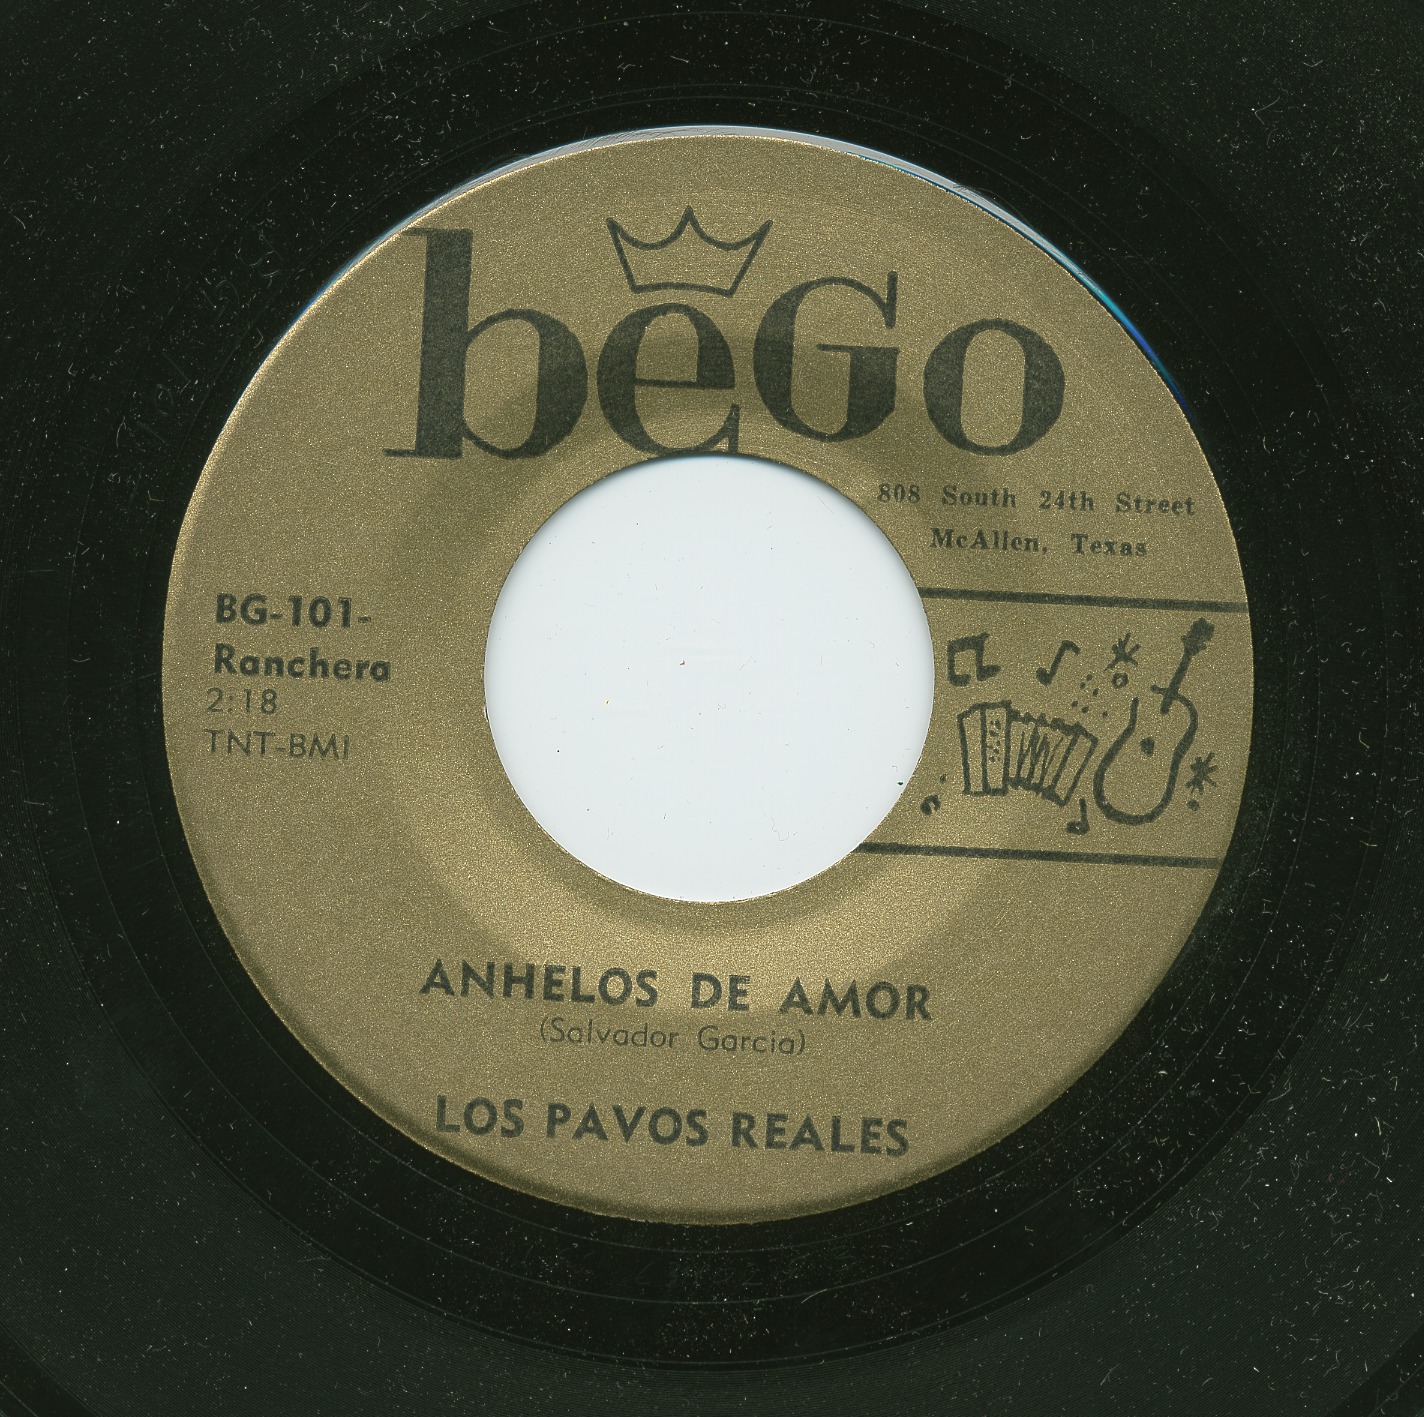 beGo
808 South 24th Street
McAllen, Texas
BG-101-
Ranchera
2:18
TNT-BMI
ANHELOS DE AMOR
(Salvador Garcia)
LOS PAVOS REALES